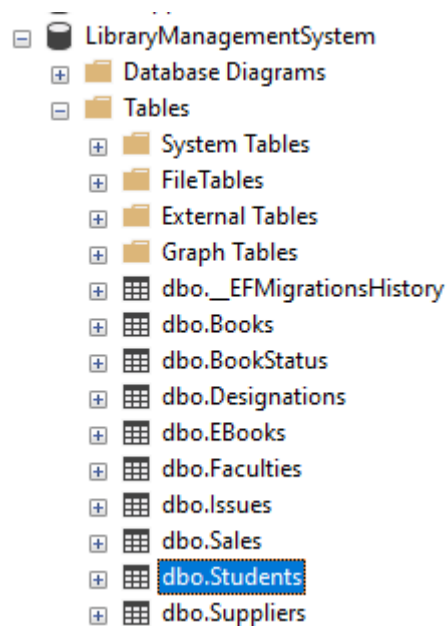 LibraryManagementSystem
Database Diagrams
Tables
System Tables
FileTables
External Tables
Graph Tables
dbo.__EFMigrationsHistory
dbo.Books
dbo.BookStatus
dbo.Designations
dbo.EBooks
dbo.Faculties
dbo.Issues
dbo.Sales
dbo.Students
dbo.Suppliers